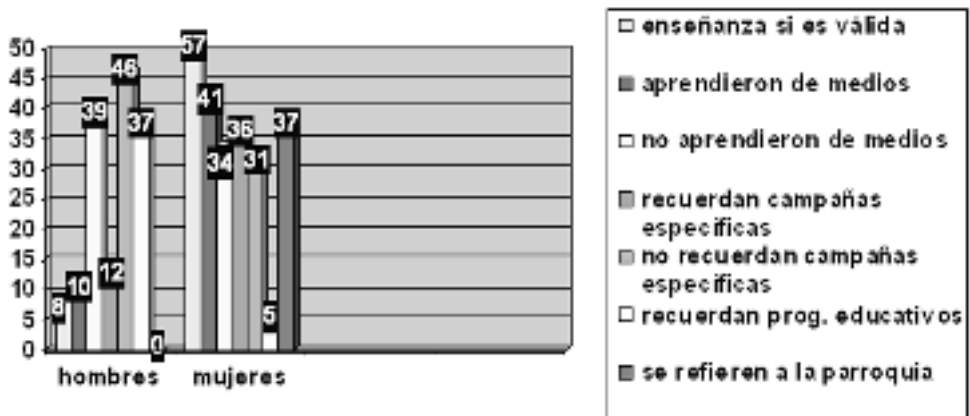 50
45
40
35
30
25
20
15
10
5
0
8
10
39
12
46
37
0
57
41
34
36
31
5
37
hombres mujeres
enseñanza si es válida
aprendieron de medios
no aprendieron de medios
recuerdan campañas
específicas
no recuerdan campañas
específicas
recuerdan prog. educativos
se refieren a la parroquia